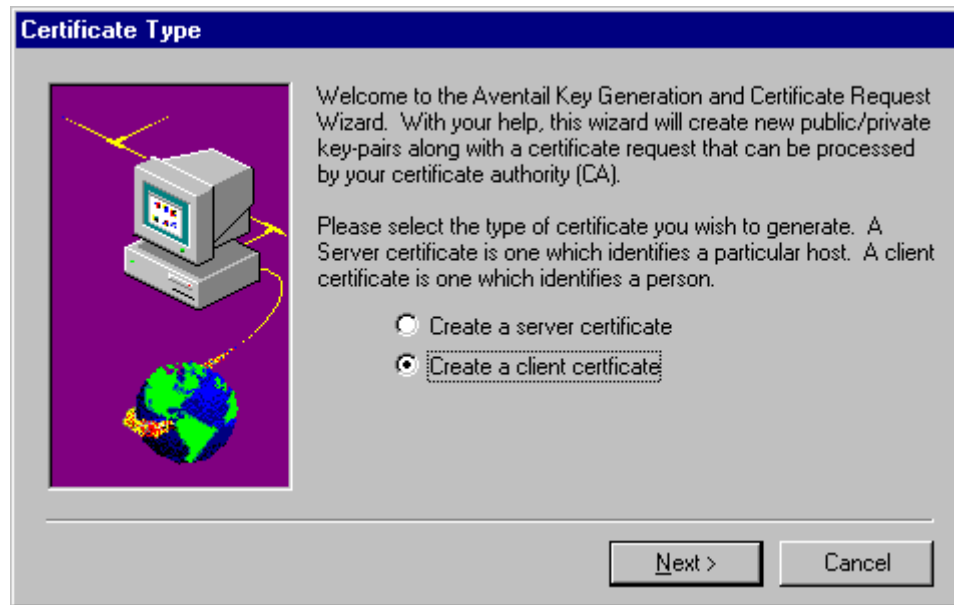 Certificate Type
Welcome to the Aventail Key Generation and Certificate Request
Wizard.  With your help, this wizard will create new public/private
key-pairs along with a certificate request that can be processed
by your certificate authority (CA).
Please select the type of certificate you wish to generate.  A
Server certificate is one which identifies a particular host.  A client
certificate is one which identifies a person.
Create a server certificate
Create a client certficate
Next >
Cancel